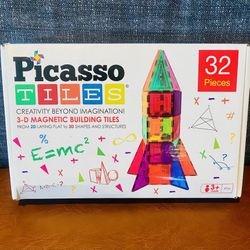 Picasso
TILES®
CREATIVITY BEYOND IMAGINATION!
3-D MAGNETIC BUILDING TILES
FROM 2D LAYING FLAT to 3D SHAPES AND STRUCTURES
32
Pieces
%
E=mc²
3+